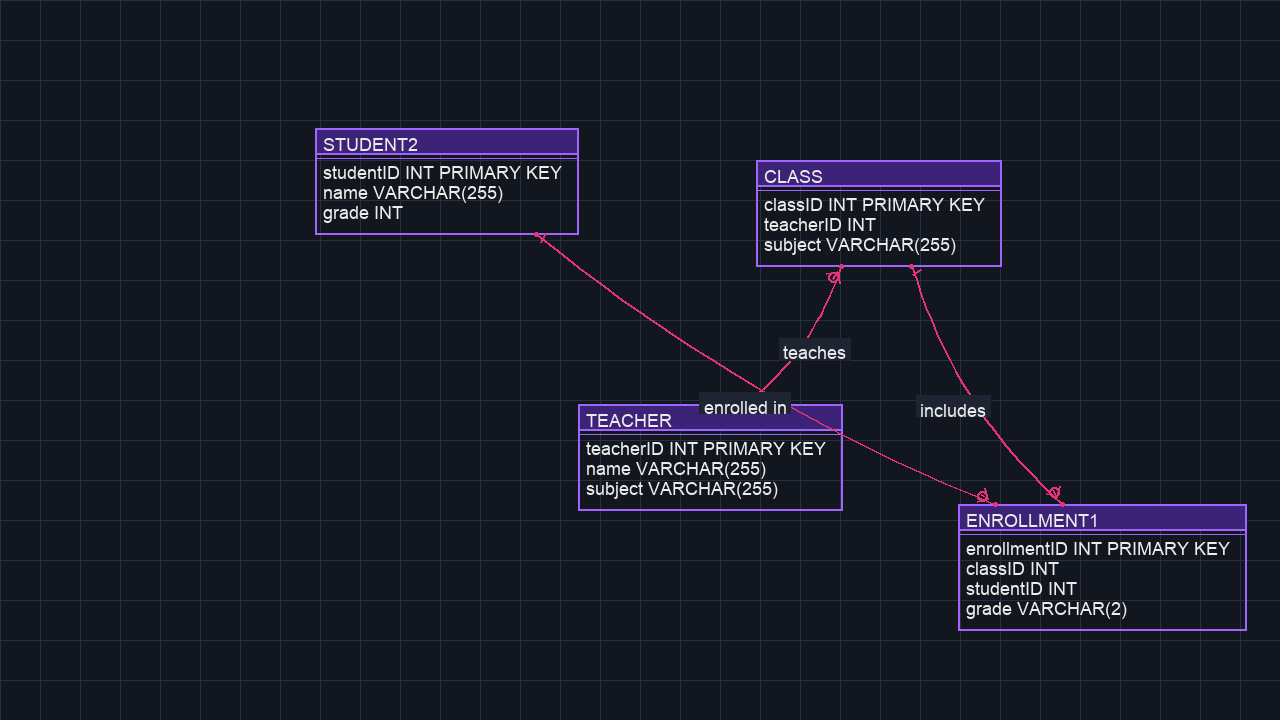 STUDENT2
studentID INT PRIMARY KEY
name VARCHAR(255)
grade INT
CLASS
classID INT PRIMARY KEY
teacherID INT
subject VARCHAR(255)
teaches
enrolled in
includes
TEACHER
teacherID INT PRIMARY KEY
name VARCHAR(255)
subject VARCHAR(255)
ENROLLMENT1
enrollmentID INT PRIMARY KEY
classID INT
studentID INT
grade VARCHAR(2)